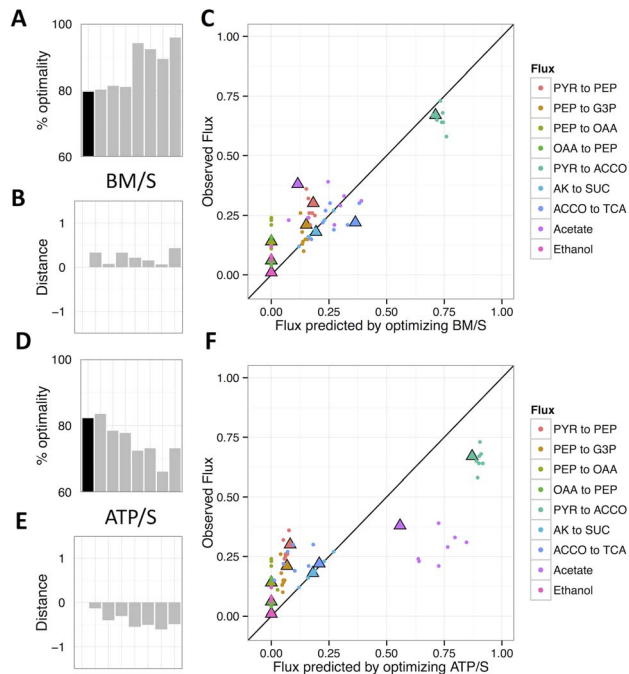 A
100
80
60
% optimality
BM/S
B
1
0
−1
Distance
C
1.00
0.75
0.50
0.25
0.00
Observed Flux
0.00 0.25 0.50 0.75 1.00
Flux predicted by optimizing BM/S
Flux
PYR to PEP
PEP to G3P
PEP to OAA
OAA to PEP
PYR to ACCO
AK to SUC
ACCO to TCA
Acetate
Ethanol
D
100
80
60
% optimality
ATP/S
E
1
0
−1
Distance
F
1.00
0.75
0.50
0.25
0.00
Observed Flux
0.00 0.25 0.50 0.75 1.00
Flux predicted by optimizing ATP/S
Flux
PYR to PEP
PEP to G3P
PEP to OAA
OAA to PEP
PYR to ACCO
AK to SUC
ACCO to TCA
Acetate
Ethanol